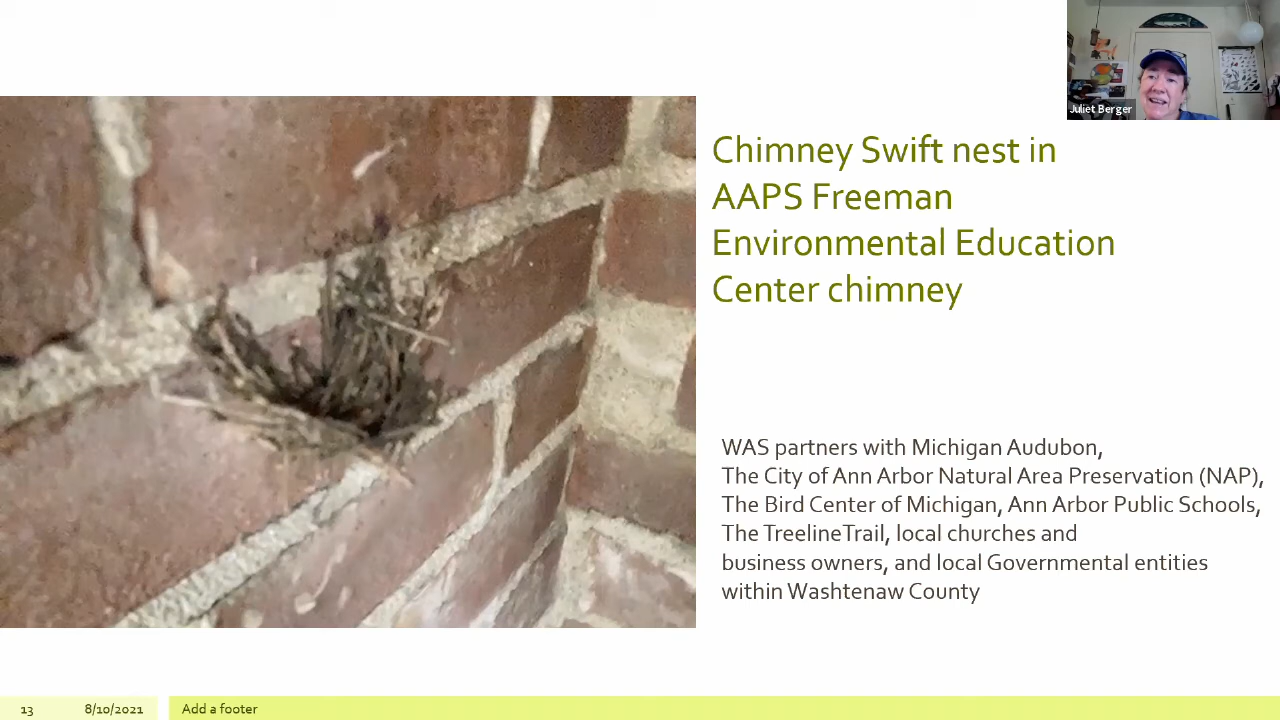 Juliet Berger
Chimney Swift nest in
AAPS Freeman
Environmental Education
Center chimney
WAS partners with Michigan Audubon,
The City of Ann Arbor Natural Area Preservation (NAP),
The Bird Center of Michigan, Ann Arbor Public Schools,
The TreelineTrail, local churches and
business owners, and local Governmental entities
within Washtenaw County
13 8/10/2021 Add a footer